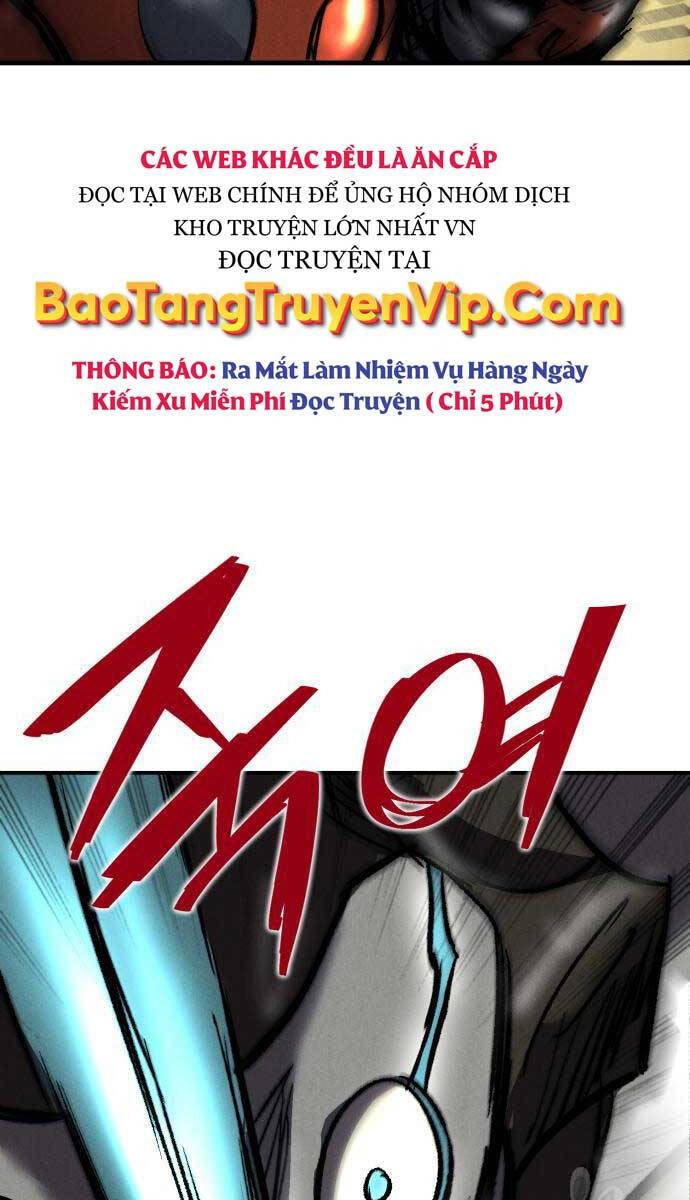 CÁC WEB KHÁC ĐỀU LÀ ĂN CẮP
ĐỌC TẠI WEB CHÍNH ĐỂ ỦNG HỘ NHÓM DỊCH
KHO TRUYỆN LỚN NHẤT VN
ĐỌC TRUYỆN TẠI
BaoTangTruyenVip.Com
THÔNG BÁO: Ra Mắt Làm Nhiệm Vụ Hàng Ngày
Kiếm Xu Miễn Phí Đọc Truyện ( Chỉ 5 Phút)